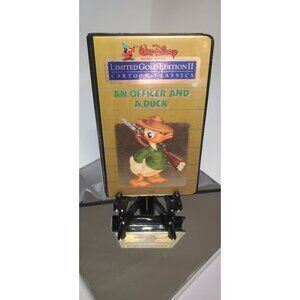 Walt Disney
LIMITED GOLD EDITION II
CARTOON CLASSICS
AN OFFICER AND
A DUCK